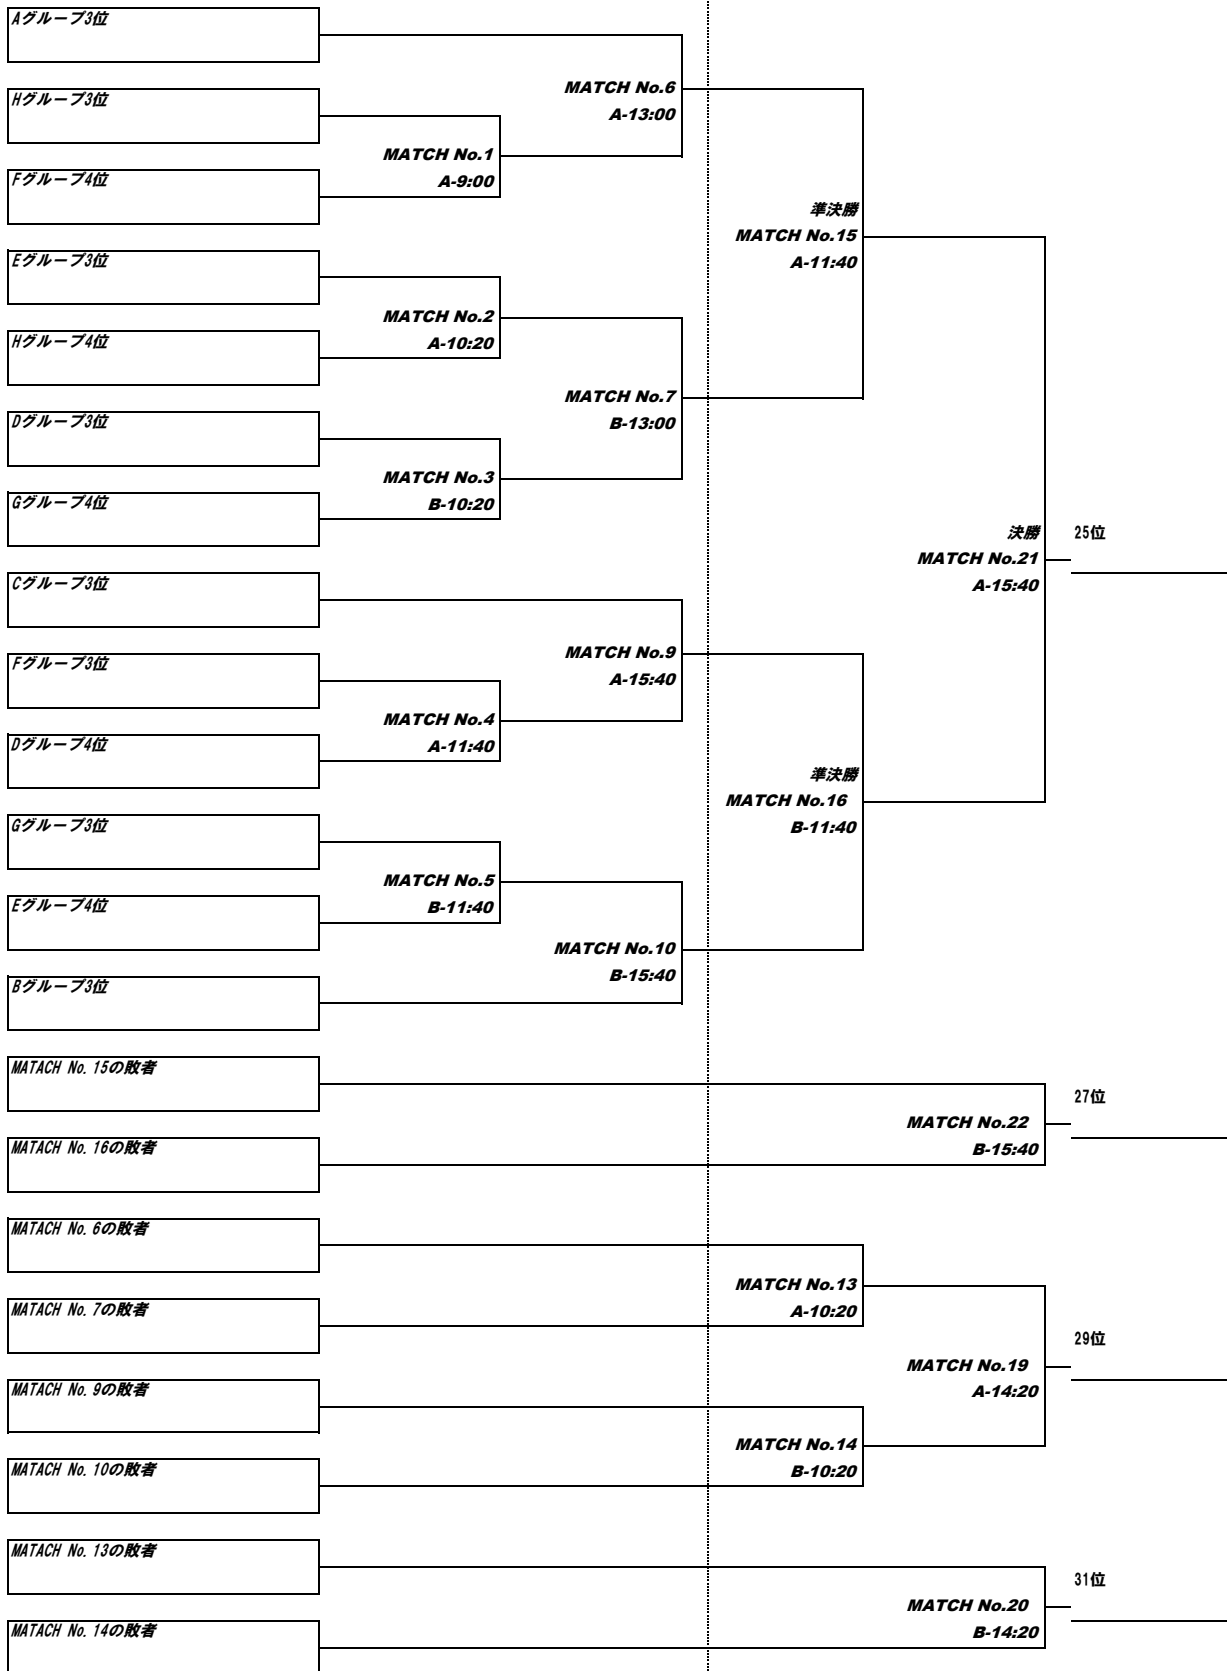 Aグループ3位
MATCH No.6
A-13:00
Hグループ3位
MATCH No.1
A-9:00
Fグループ4位
準決勝
MATCH No.15
A-11:40
Eグループ3位
MATCH No.2
A-10:20
Hグループ4位
MATCH No.7
B-13:00
Dグループ3位
MATCH No.3
B-10:20
Gグループ4位
決勝
MATCH No.21
A-15:40
25位
Cグループ3位
MATCH No.9
A-15:40
Fグループ3位
MATCH No.4
A-11:40
Dグループ4位
準決勝
MATCH No.16
B-11:40
Gグループ3位
MATCH No.5
B-11:40
Eグループ4位
MATCH No.10
B-15:40
Bグループ3位
MATACH No.15の敗者
27位
MATCH No.22
B-15:40
MATACH No.16の敗者
MATACH No.6の敗者
MATCH No.13
A-10:20
MATACH No.7の敗者
29位
MATCH No.19
A-14:20
MATACH No.9の敗者
MATCH No.14
B-10:20
MATACH No.10の敗者
MATACH No.13の敗者
31位
MATCH No.20
B-14:20
MATACH No.14の敗者